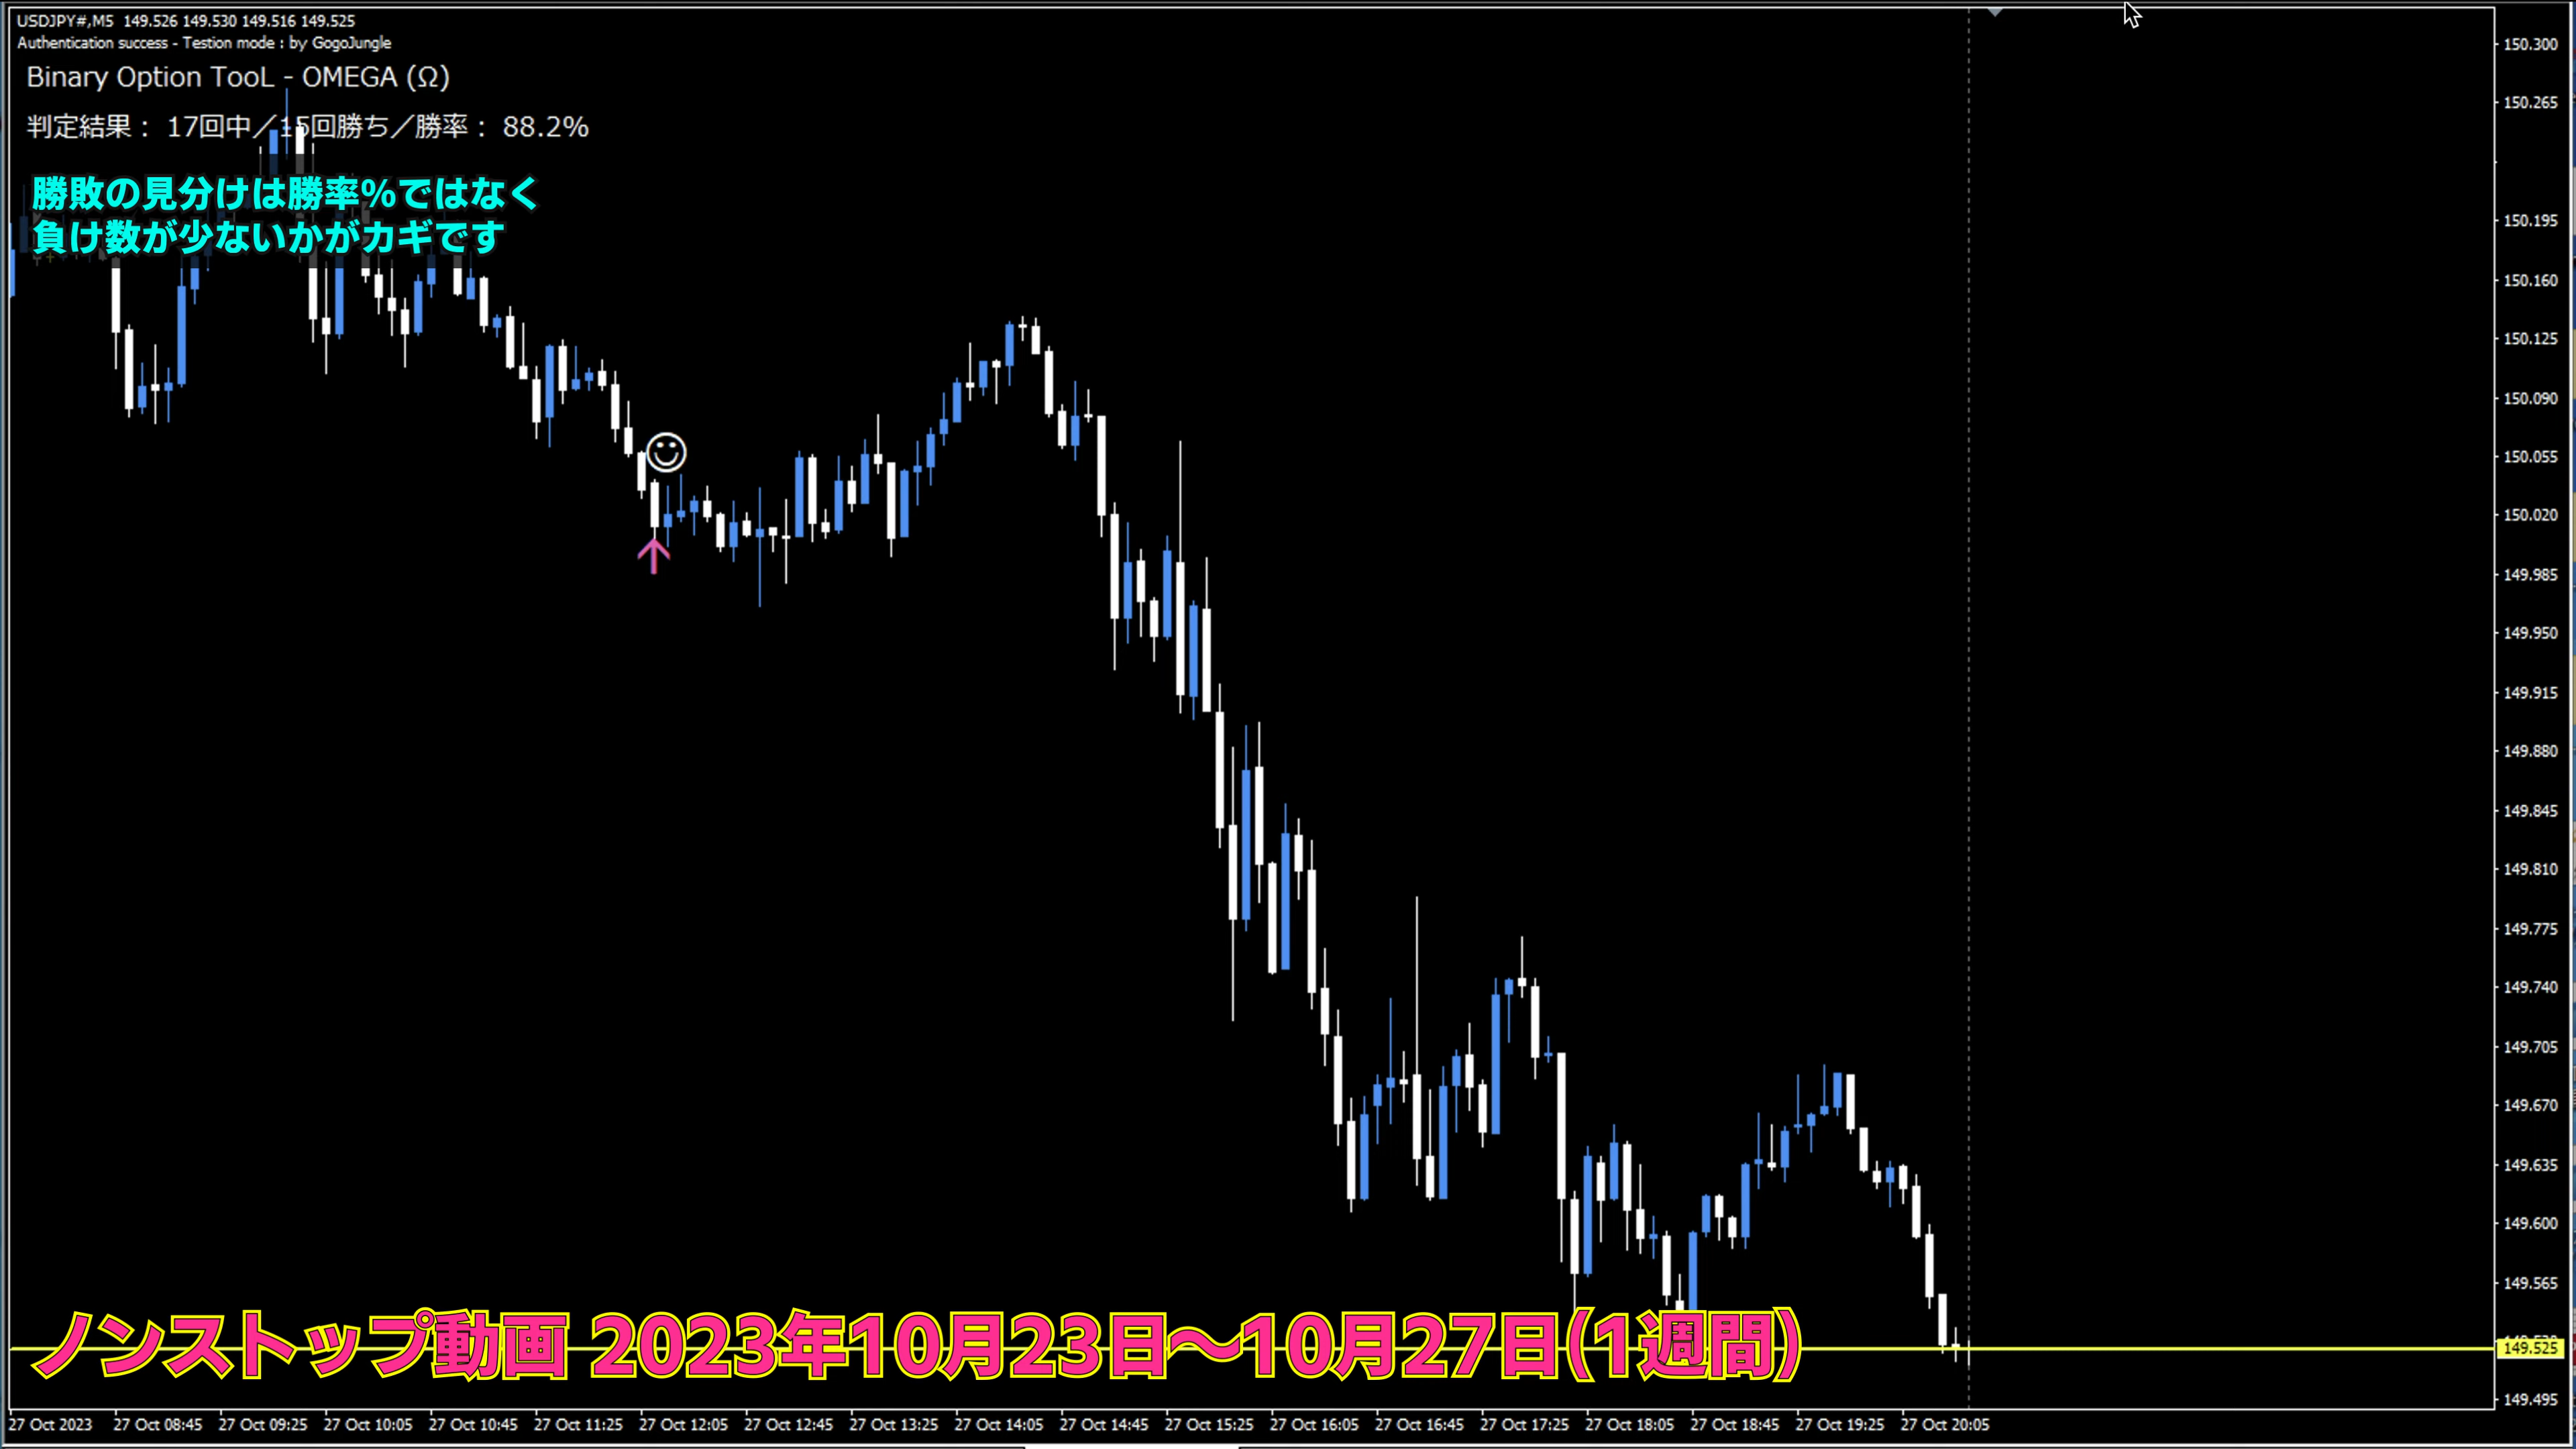 USDJPY#,M5 149.526 149.530 149.516 149.525
Authentication success - Testion mode : by GogoJungle
Binary Option TooL - OMEGA (Ω)
判定結果： 17回中／15回勝ち／勝率： 88.2%
勝敗の見分けは勝率%ではなく
負け数が少ないかがカギです
150.300
150.265
150.195
150.160
150.125
150.090
150.055
150.020
149.985
149.950
149.915
149.880
149.845
149.810
149.775
149.740
149.705
149.670
149.635
149.600
149.565
149.525
149.495
ノンストップ動画 2023年10月23日～10月27日(1週間)
27 Oct 2023 27 Oct 08:45 27 Oct 09:25 27 Oct 10:05 27 Oct 10:45 27 Oct 11:25 27 Oct 12:05 27 Oct 12:45 27 Oct 13:25 27 Oct 14:05 27 Oct 14:45 27 Oct 15:25 27 Oct 16:05 27 Oct 16:45 27 Oct 17:25 27 Oct 18:05 27 Oct 18:45 27 Oct 19:25 27 Oct 20:05